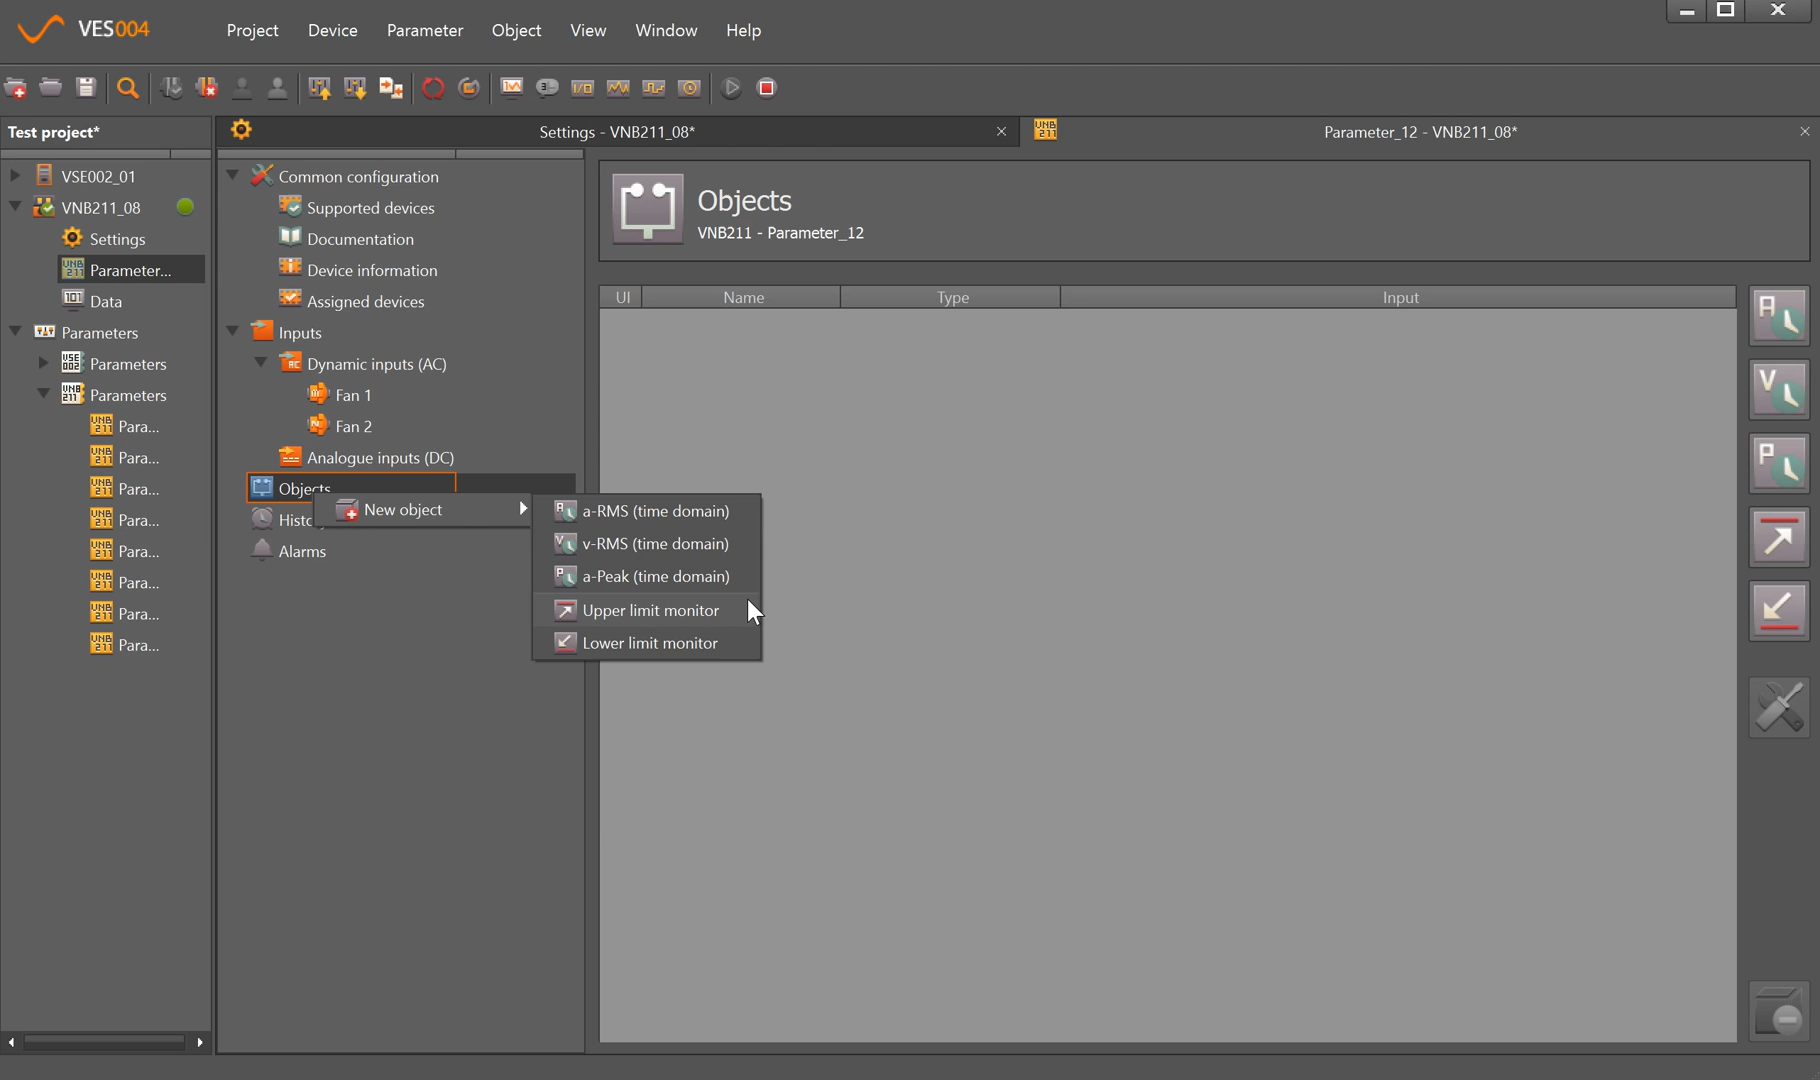 VES004
Project Device Parameter Object View Window Help
Test project*
Settings - VNB211_08*
Parameter_12 - VNB211_08*
VSE002_01
VNB211_08
Settings
Parameter...
Data
Parameters
Parameters
Parameters
Para...
Para...
Para...
Para...
Para...
Para...
Para...
Para...
Common configuration
Supported devices
Documentation
Device information
Assigned devices
Inputs
Dynamic inputs (AC)
Fan 1
Fan 2
Analogue inputs (DC)
Objects
Histo
Alarms
New object
a-RMS (time domain)
v-RMS (time domain)
a-Peak (time domain)
Upper limit monitor
Lower limit monitor
Objects
VNB211 - Parameter_12
UI Name Type Input
A
V
P